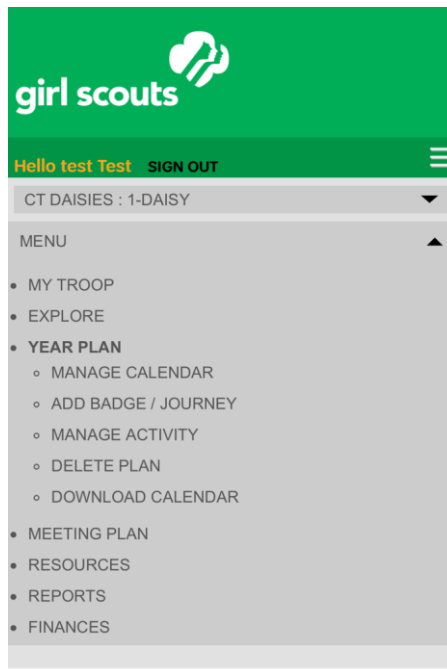 girl scouts
Hello test Test SIGN OUT
CT DAISIES : 1-DAISY
MENU
MY TROOP
EXPLORE
YEAR PLAN
MANAGE CALENDAR
ADD BADGE / JOURNEY
MANAGE ACTIVITY
DELETE PLAN
DOWNLOAD CALENDAR
MEETING PLAN
RESOURCES
REPORTS
FINANCES